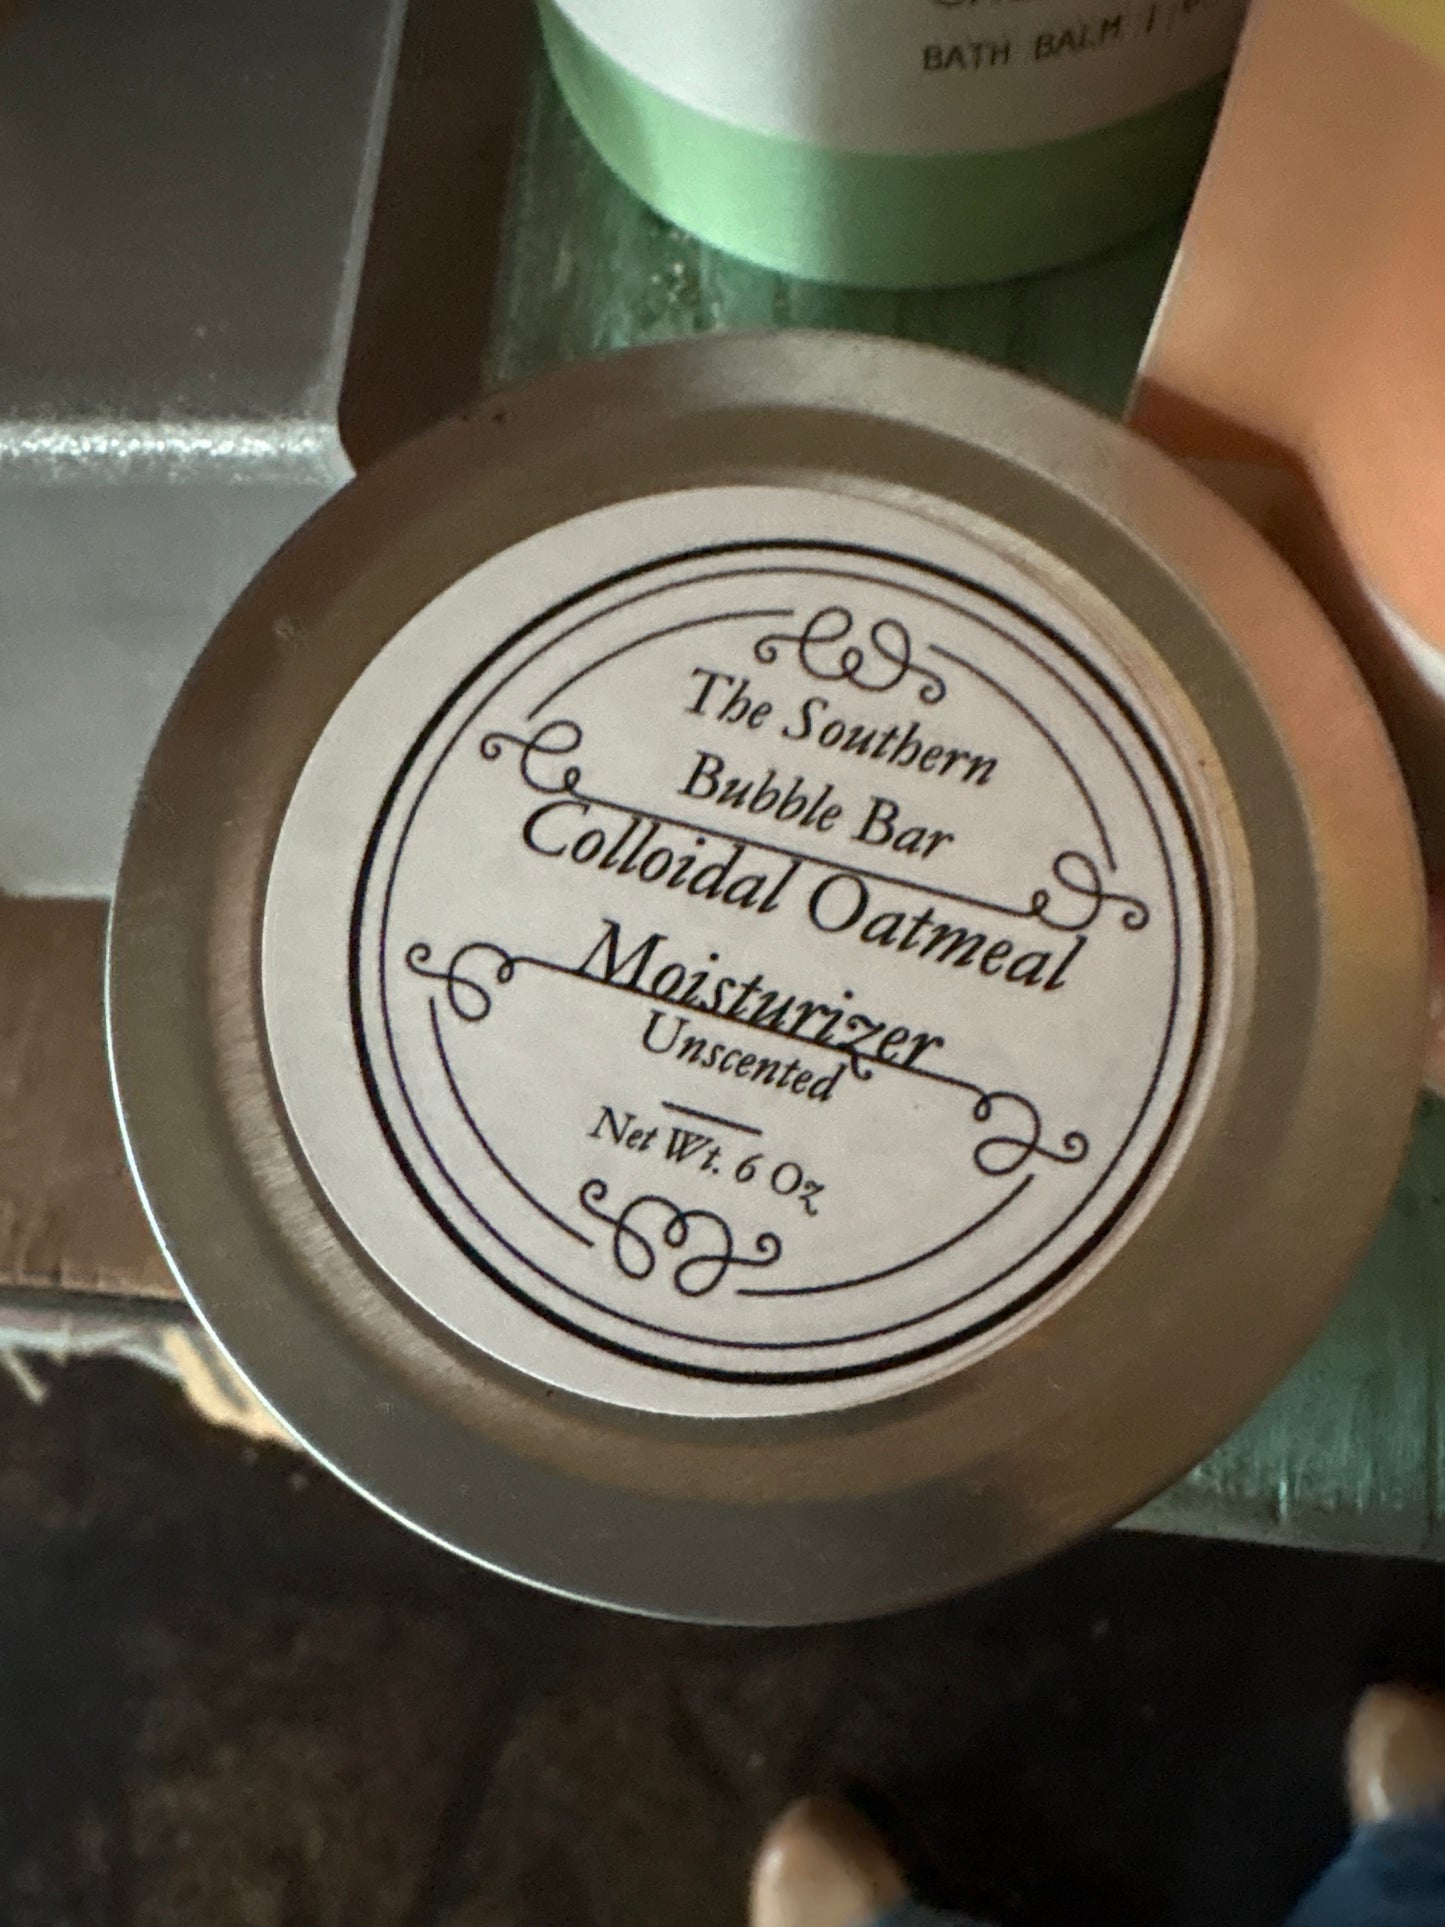 BATH BALM
The Southern
Bubble Bar
Colloidal Oatmeal
Moisturizer
Unscented
Net Wt. 6 Oz